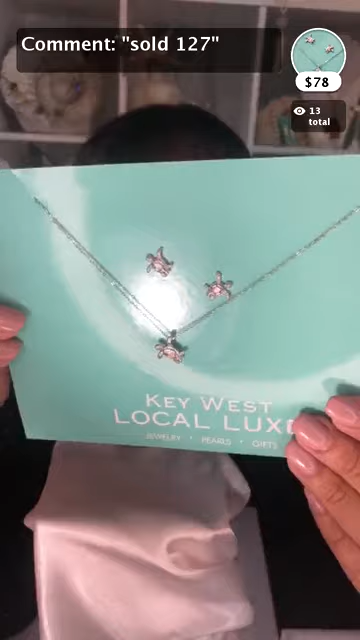 Comment: "sold 127"
$78
13
total
KEY WEST
LOCAL LUX
JEWELRY • PEARLS • GIFTS